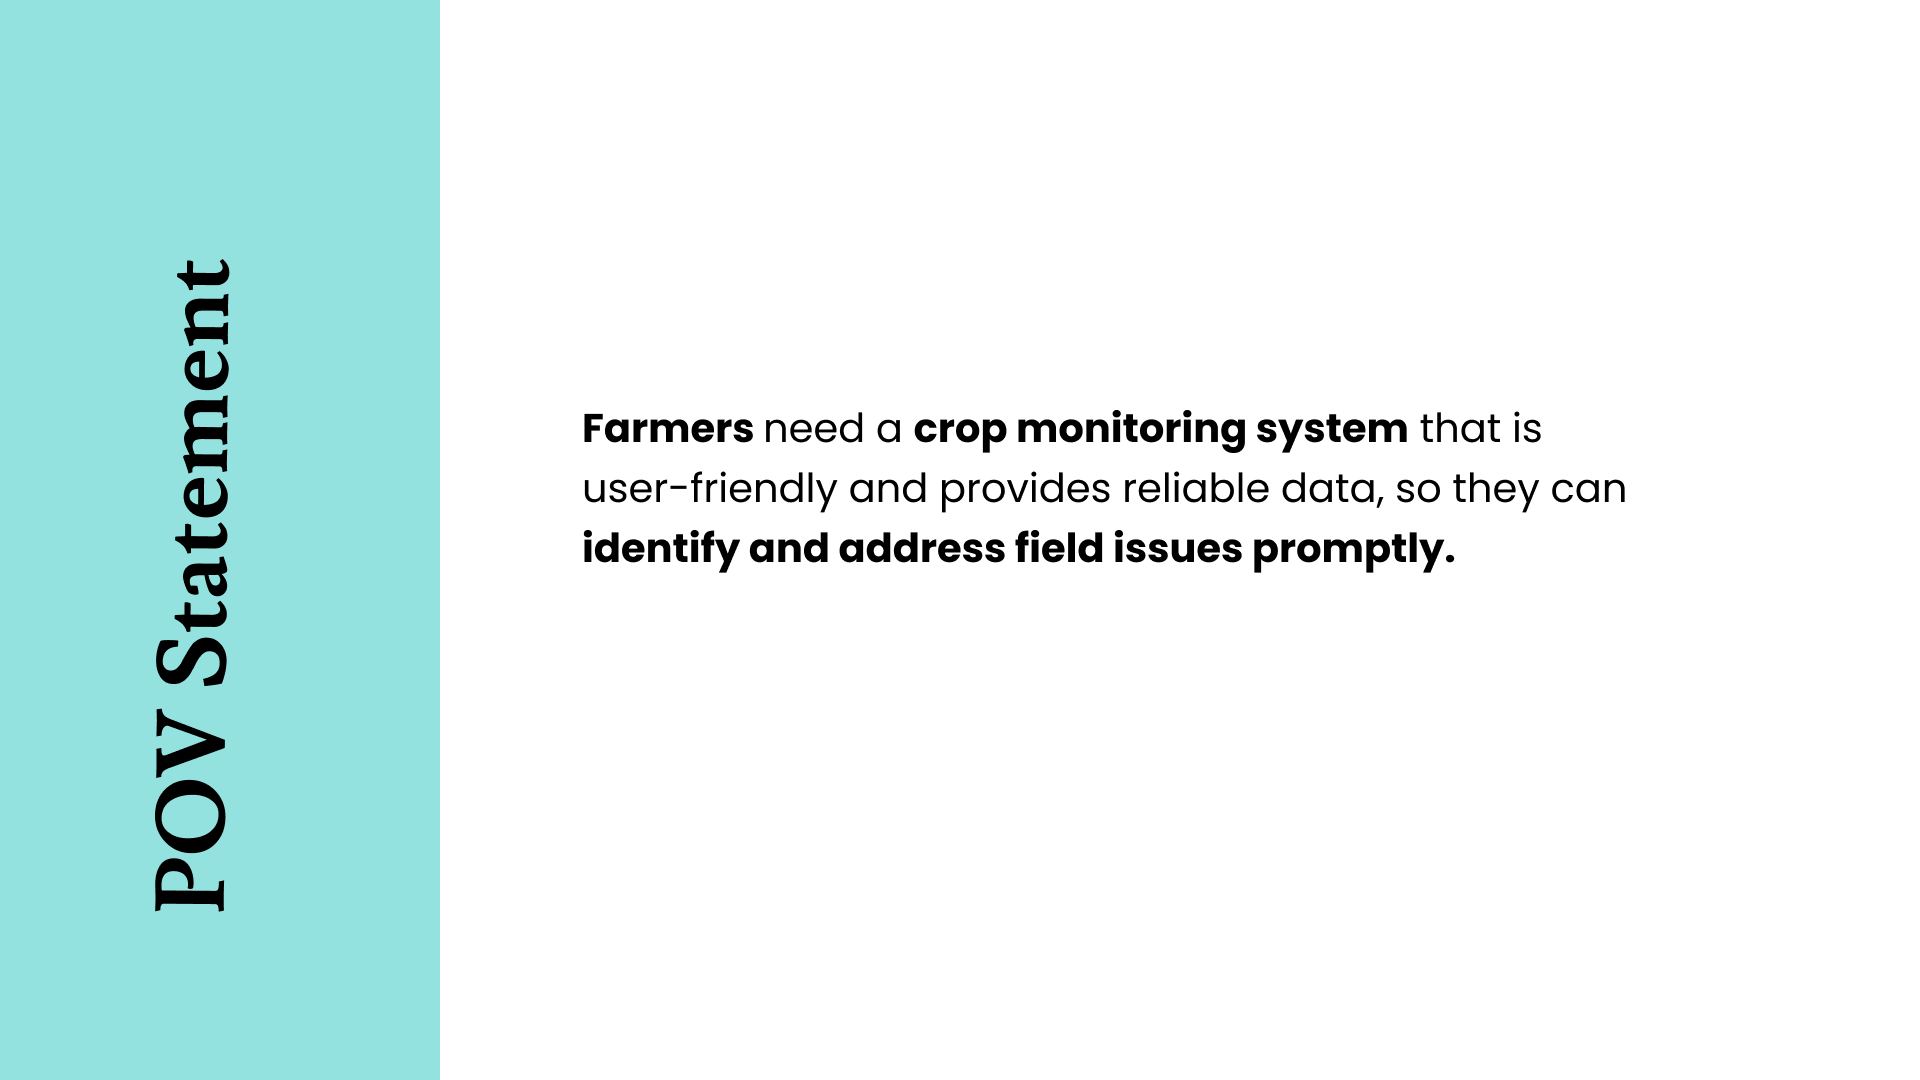 POV Statement
Farmers need a crop monitoring system that is
user-friendly and provides reliable data, so they can
identify and address field issues promptly.